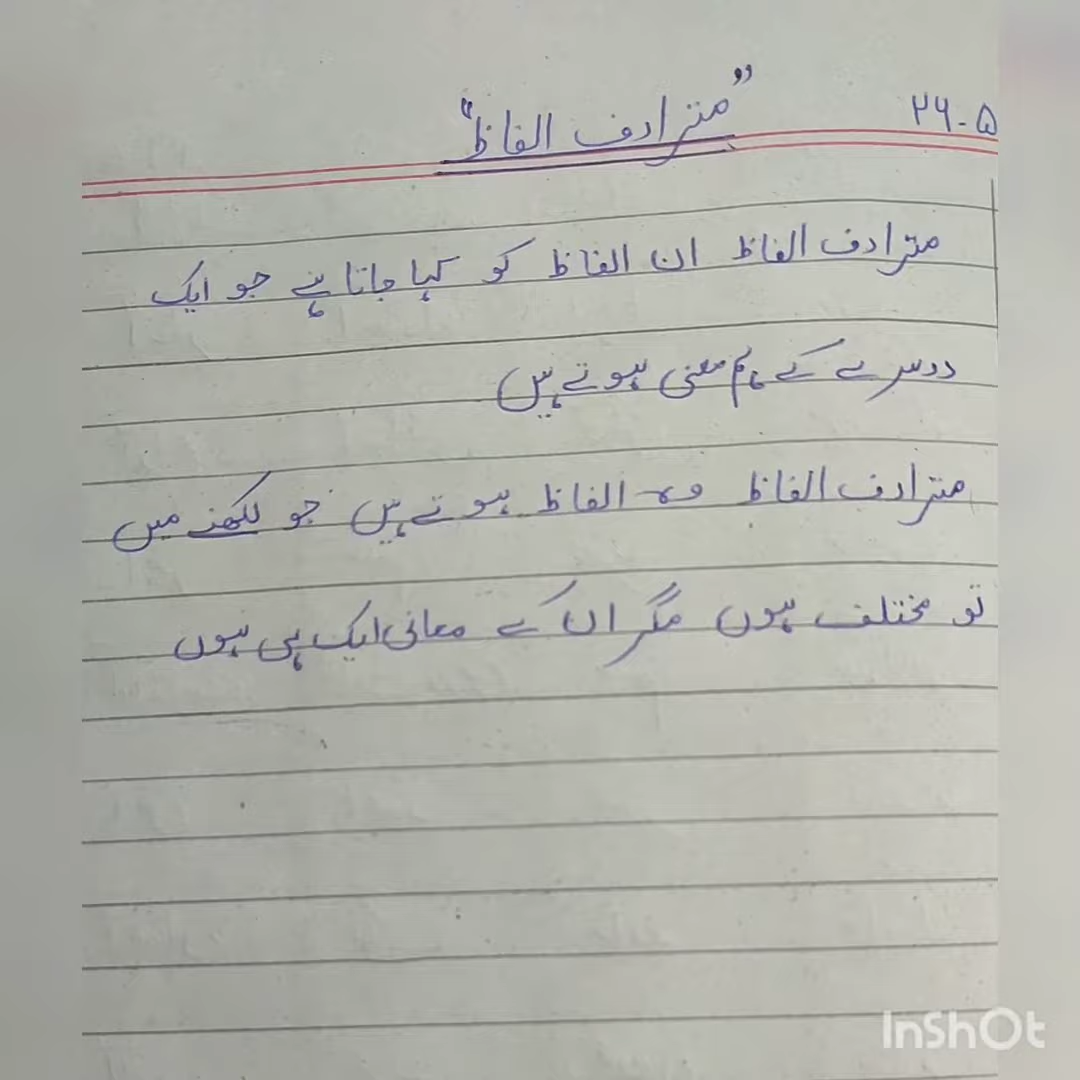 ۲۶-۵
"مترادف الفاظ"
مترادف الفاظ ان الفاظ کو کہا جاتا ہے جو ایک
دوسرے کے ہم معنی ہوتے ہیں
مترادف الفاظ وہ الفاظ ہوتے ہیں جو لکھنے میں
تو مختلف ہوں مگر ان کے معانی ایک ہی ہوں
InShOt